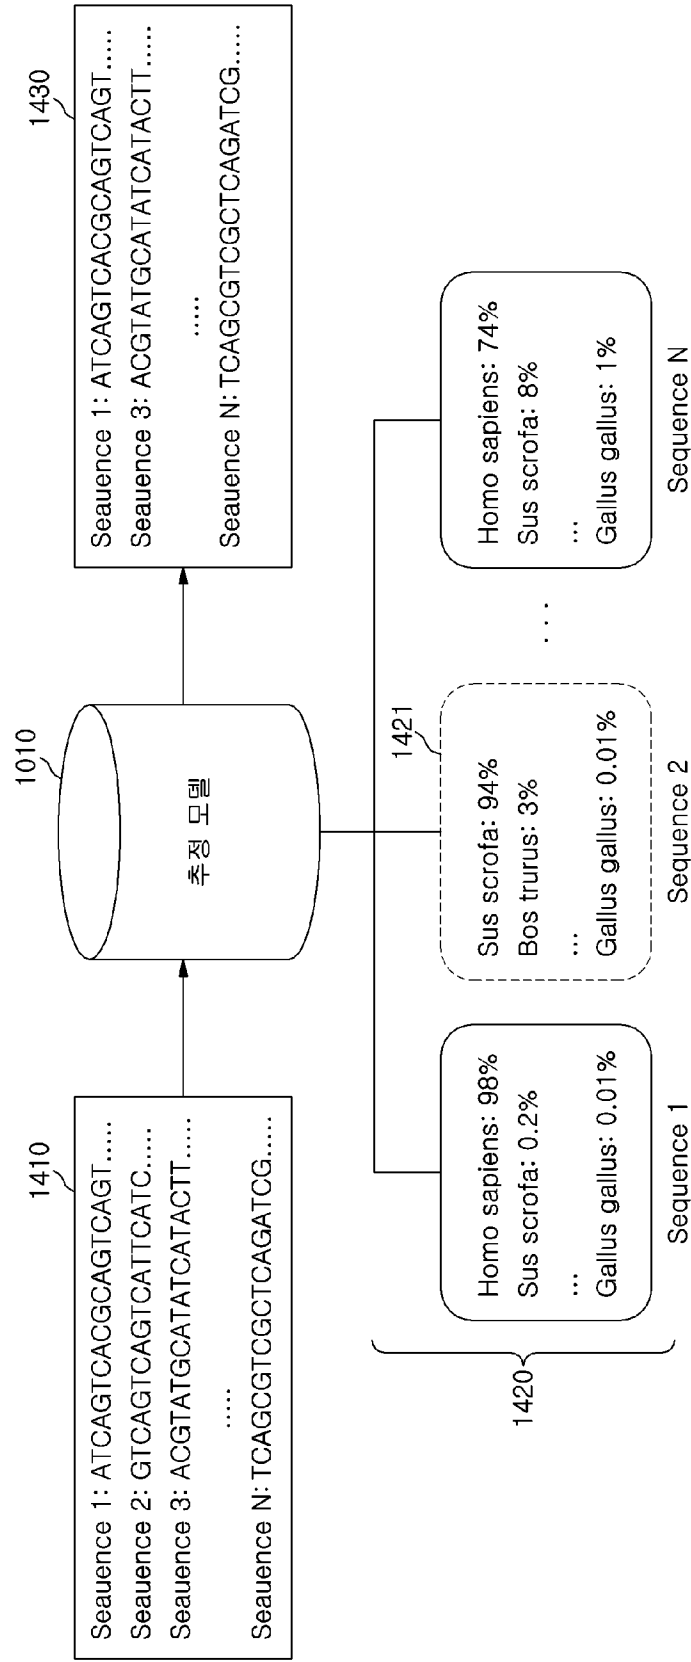 1410
Seauence 1: ATCAGTCACGCAGTCAGT.....
Seauence 2: GTCAGTCAGTCATTCATC.....
Seauence 3: ACGTATGCATATCATACTT.....
.....
Seauence N: TCAGCGTCGCTCAGATCG.....
1010
추정 모델
1430
Seauence 1: ATCAGTCACGCAGTCAGT.....
Seauence 3: ACGTATGCATATCATACTT.....
.....
Seauence N: TCAGCGTCGCTCAGATCG.....
1420
Homo sapiens: 98%
Sus scrofa: 0.2%
...
Gallus gallus: 0.01%
Sequence 1
1421
Sus scrofa: 94%
Bos trurus: 3%
...
Gallus gallus: 0.01%
Sequence 2
...
Homo sapiens: 74%
Sus scrofa: 8%
...
Gallus gallus: 1%
Sequence N